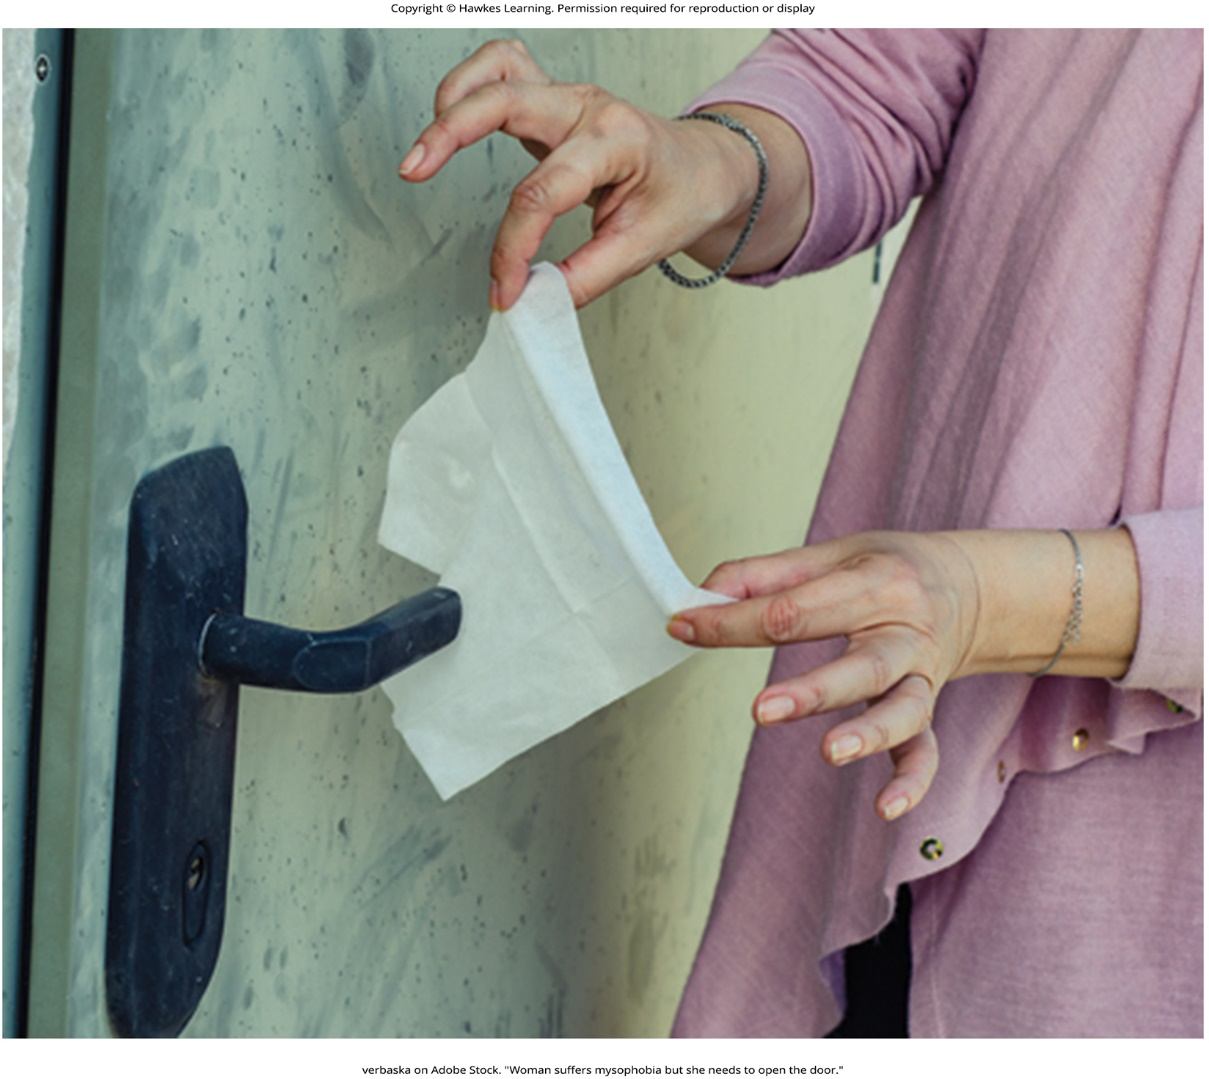 Copyright © Hawkes Learning. Permission required for reproduction or display
verbaska on Adobe Stock. "Woman suffers mysophobia but she needs to open the door."